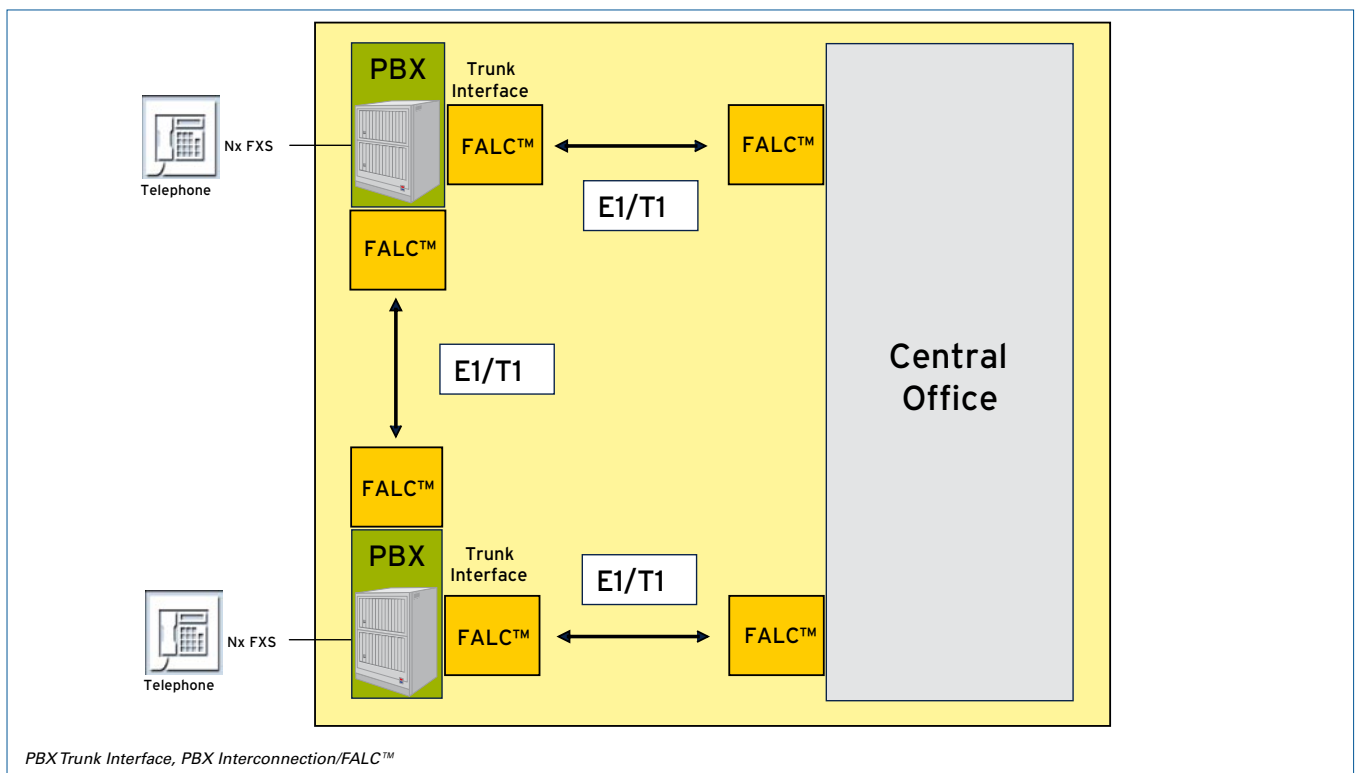 PBX
Trunk
Interface
FALC™
FALC™
Nx FXS
Telephone
E1/T1
FALC™
E1/T1
Central
Office
FALC™
PBX
Trunk
Interface
E1/T1
FALC™
FALC™
Nx FXS
Telephone
PBX Trunk Interface, PBX Interconnection/FALC™